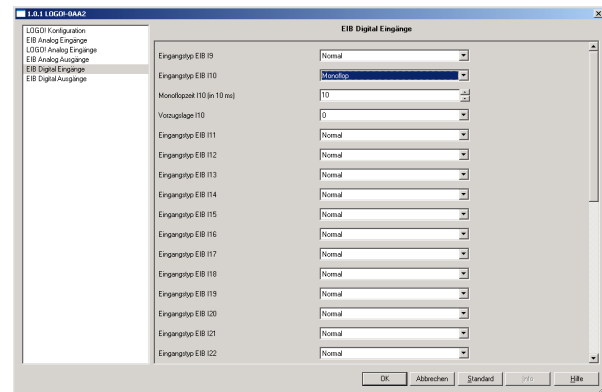 1.0.1 LOGO!-0AA2
LOGO! Konfiguration
EIB Analog Eingänge
LOGO! Analog Eingänge
EIB Analog Ausgänge
EIB Digital Eingänge
EIB Digital Ausgänge
EIB Digital Eingänge
Eingangstyp EIB I9 Normal
Eingangstyp EIB I10 Monoflop
Monoflopzeit I10 (in 10 ms) 10
Vorzugslage I10 0
Eingangstyp EIB I11 Normal
Eingangstyp EIB I12 Normal
Eingangstyp EIB I13 Normal
Eingangstyp EIB I14 Normal
Eingangstyp EIB I15 Normal
Eingangstyp EIB I16 Normal
Eingangstyp EIB I17 Normal
Eingangstyp EIB I18 Normal
Eingangstyp EIB I19 Normal
Eingangstyp EIB I20 Normal
Eingangstyp EIB I21 Normal
Eingangstyp EIB I22 Normal
OK Abbrechen Standard Info Hilfe